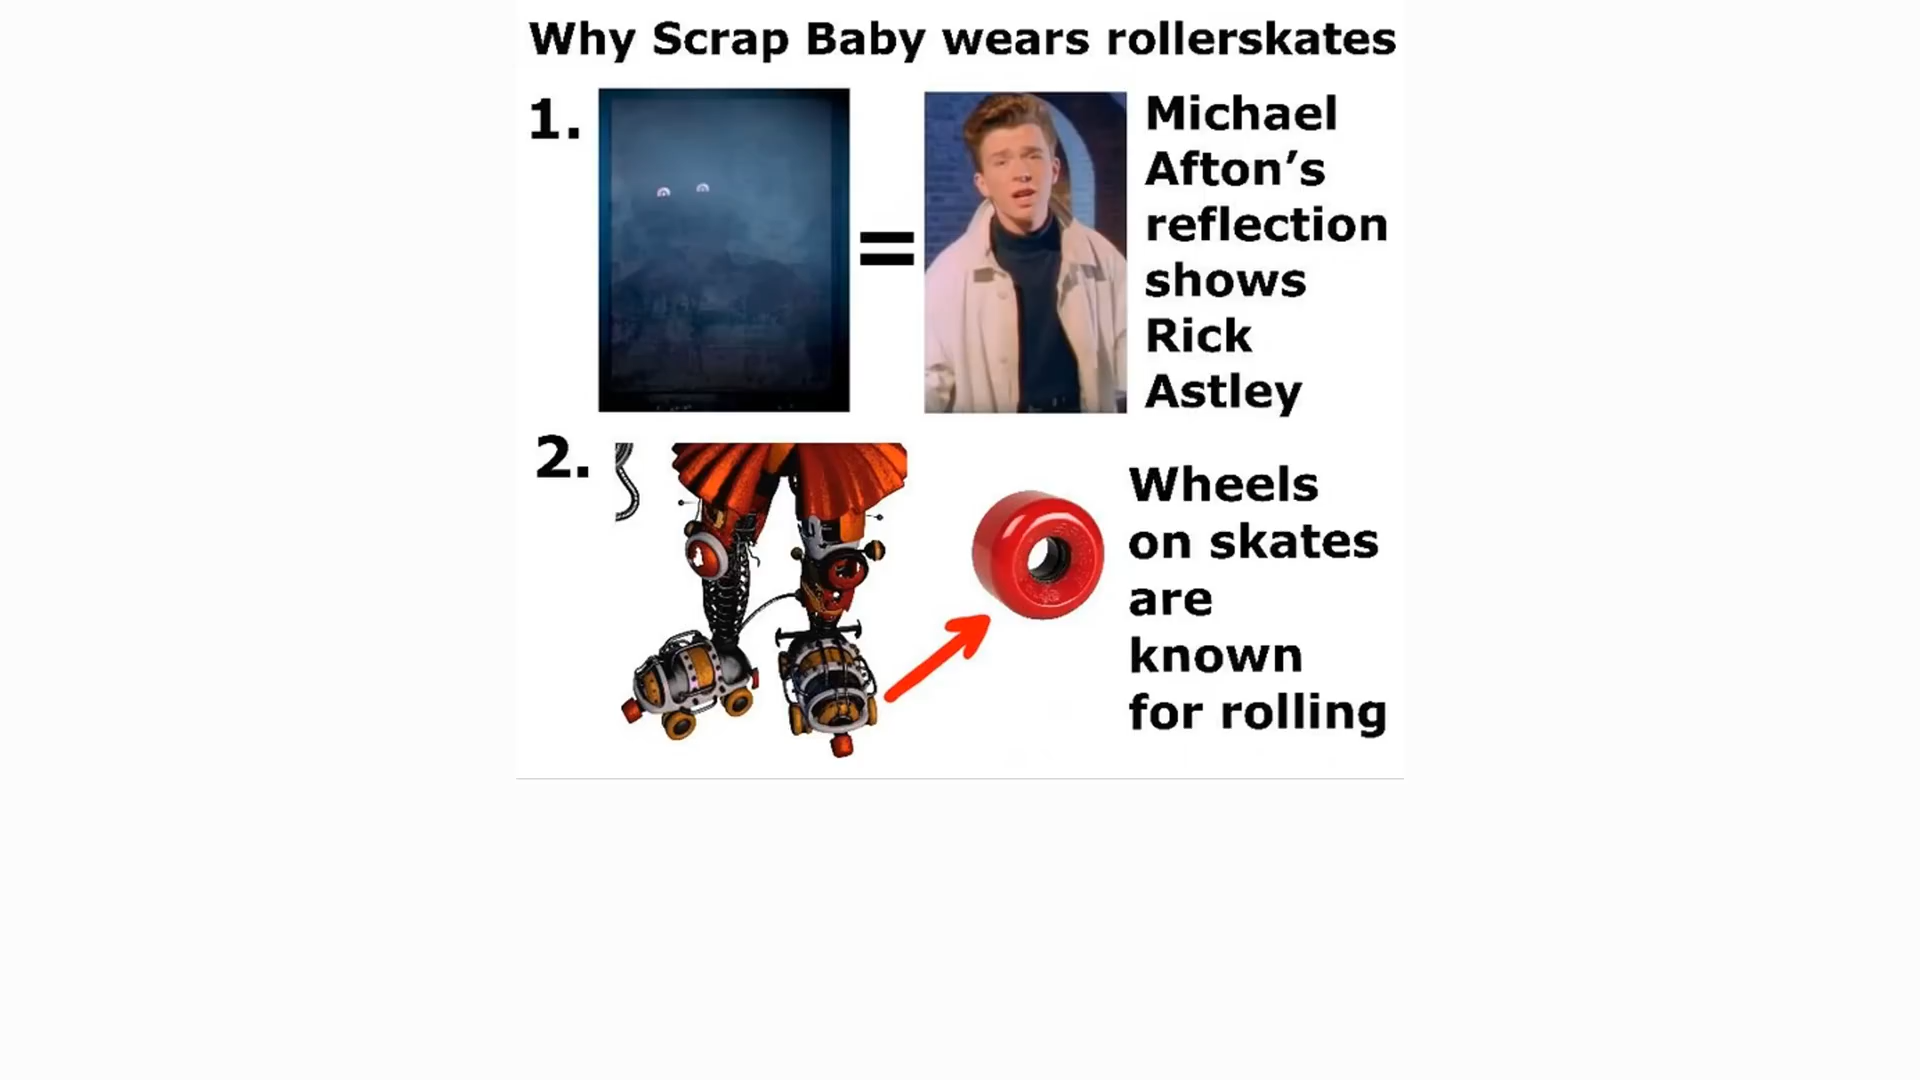 Why Scrap Baby wears rollerskates
1.
Michael
Afton’s
reflection
shows
Rick
Astley
=
2.
Wheels
on skates
are
known
for rolling